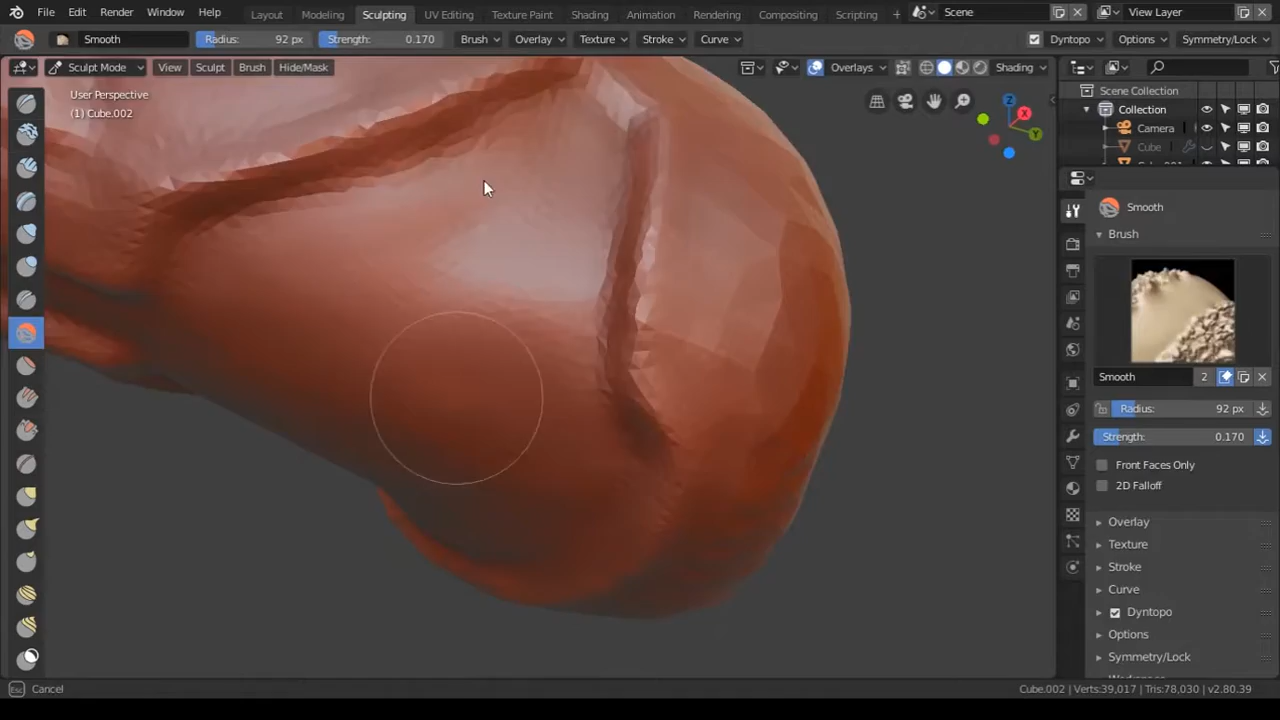 File Edit Render Window Help Layout Modeling Sculpting UV Editing Texture Paint Shading Animation Rendering Compositing Scripting + Scene View Layer
Smooth Radius: 92 px Strength: 0.170 Brush Overlay Texture Stroke Curve Dyntopo Options Symmetry/Lock
Sculpt Mode View Sculpt Brush Hide/Mask Overlays Shading
User Perspective
(1) Cube.002
Z
X
Y
Scene Collection
Collection
Camera
Cube
Smooth
Brush
Smooth 2
Radius: 92 px
Strength: 0.170
Front Faces Only
2D Falloff
Overlay
Texture
Stroke
Curve
Dyntopo
Options
Symmetry/Lock
Esc Cancel Cube.002 | Verts:39,017 | Tris:78,030 | v2.80.39